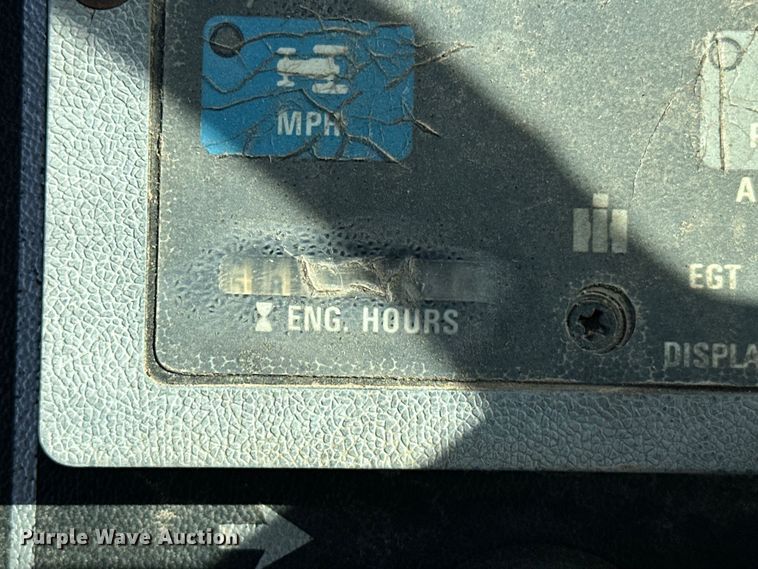 MPH
A
EGT
ENG. HOURS
DISPLA
Purple Wave Auction